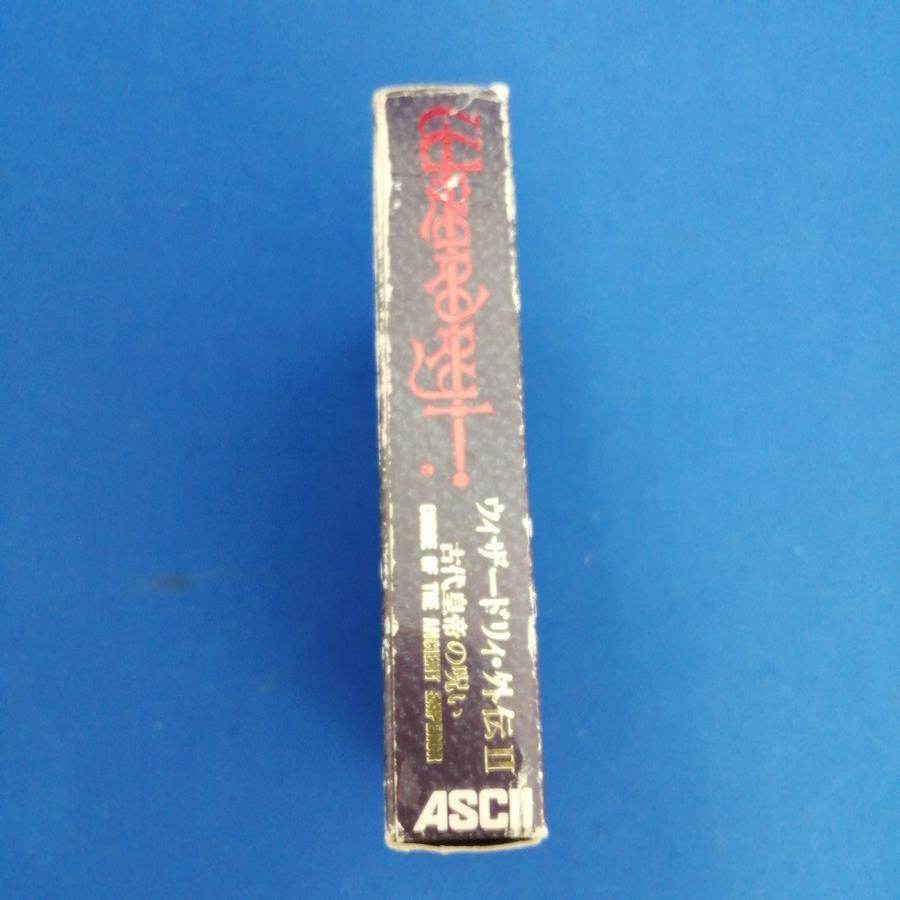 Wizardry
®
ウィザードリィ・外伝II
古代皇帝の呪い
CURSE OF THE ANCIENT EMPEROR
ASCII